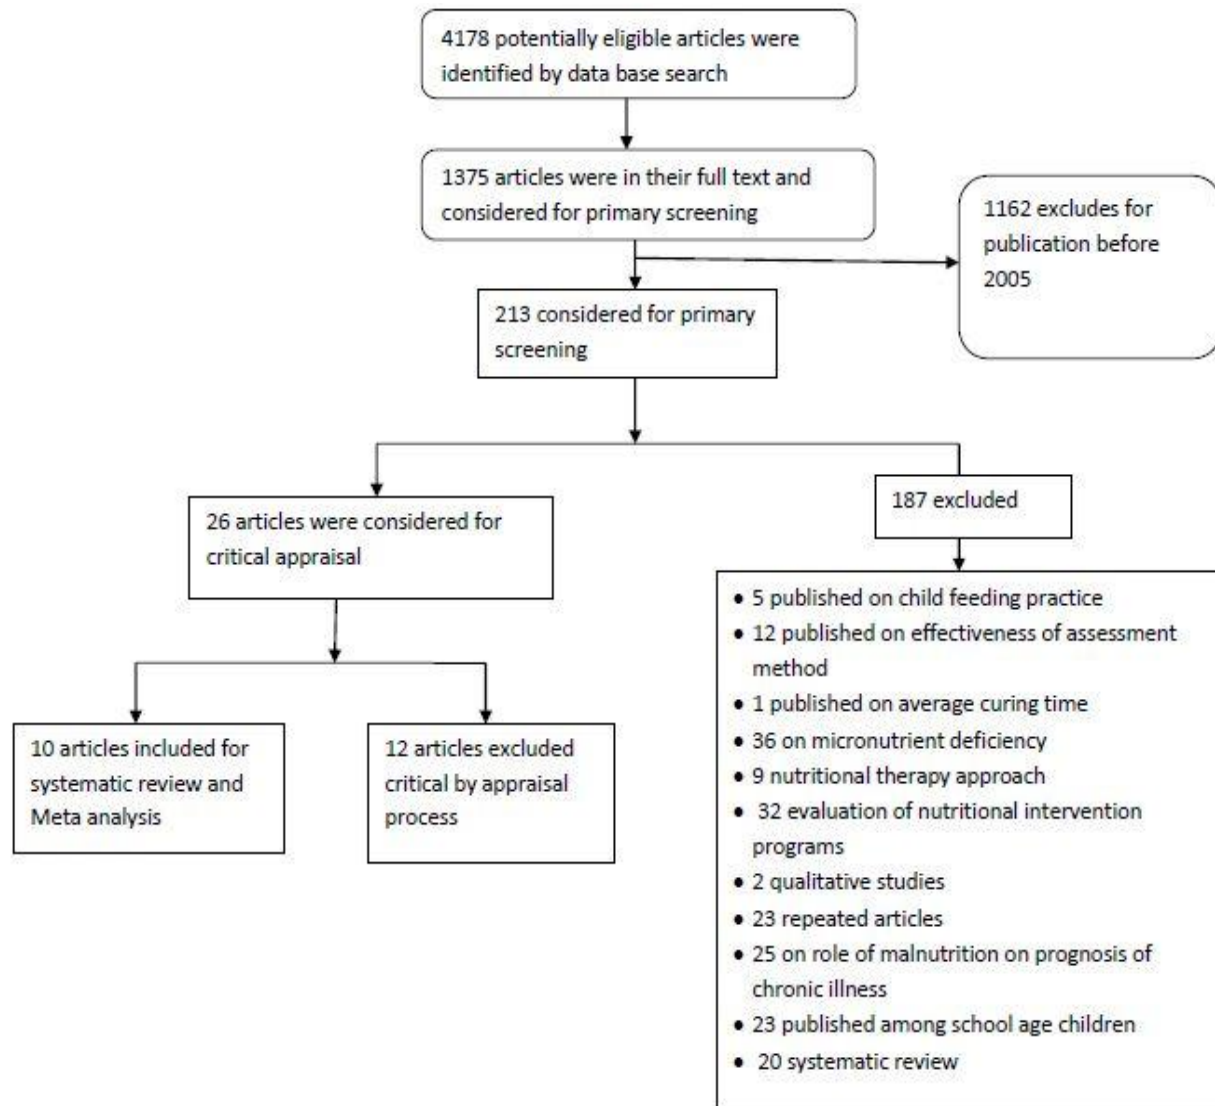 4178 potentially eligible articles were
identified by data base search
1375 articles were in their full text and
considered for primary screening
1162 excludes for
publication before
2005
213 considered for primary
screening
26 articles were considered for
critical appraisal
187 excluded
10 articles included for
systematic review and
Meta analysis
12 articles excluded
critical by appraisal
process
• 5 published on child feeding practice
• 12 published on effectiveness of assessment
method
• 1 published on average curing time
• 36 on micronutrient deficiency
• 9 nutritional therapy approach
• 32 evaluation of nutritional intervention
programs
• 2 qualitative studies
• 23 repeated articles
• 25 on role of malnutrition on prognosis of
chronic illness
• 23 published among school age children
• 20 systematic review